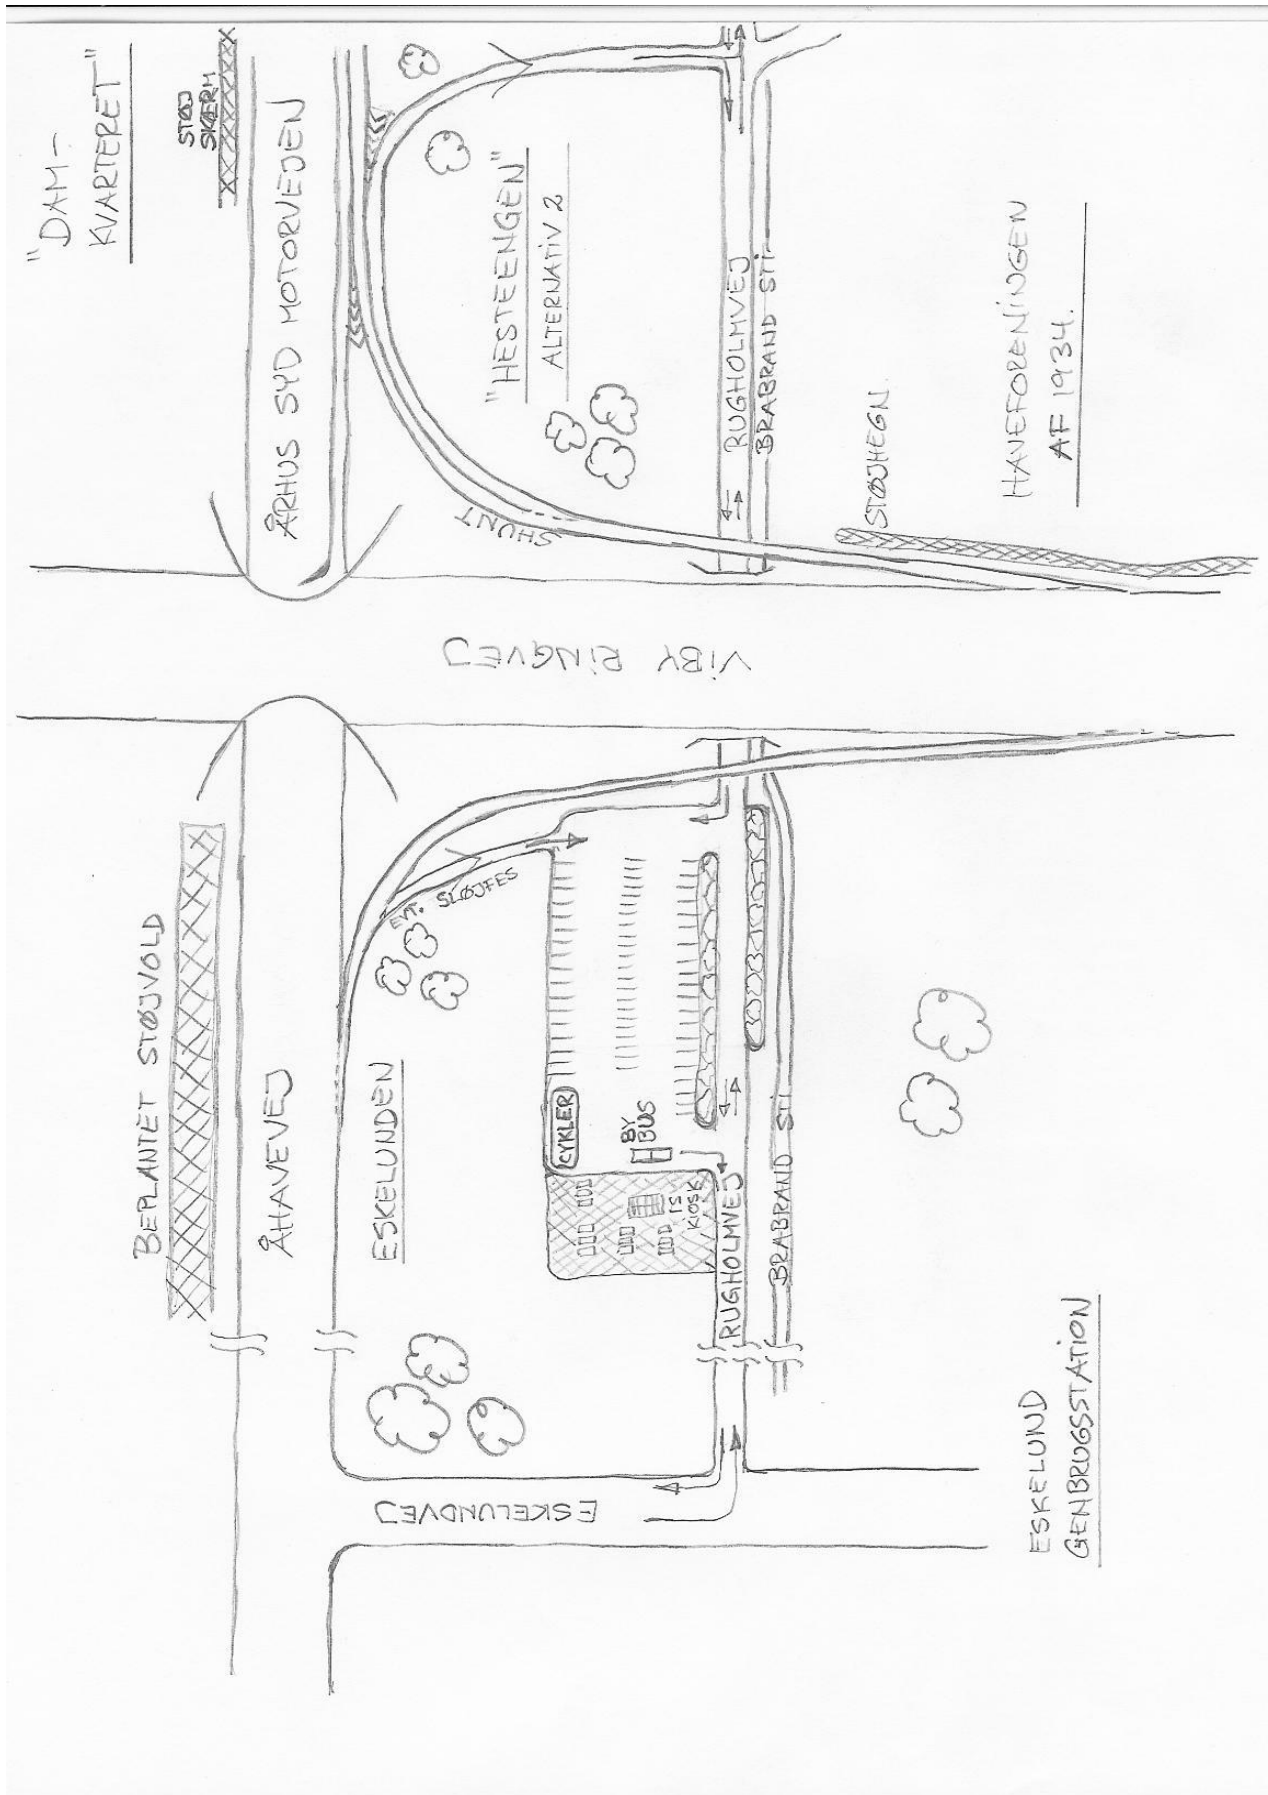 BEPLANTET STØJVOLD
"DAM-
KVARTERET"
STØJ
SKÆRM
ÅHAVEVEJ
ÅRHUS SYD MOTORVEJEN
ESKELUNDEN
EVT. SLØJFES
"HESTEENGEN"
ALTERNATIV 2
SHUNT
VIBY RINGVEJ
ESKELUNDVEJ
CYKLER
BY
BUS
IS
KIOSK
RUGHOLMVEJ
BRABRAND STI
RUGHOLMVEJ
BRABRAND STI
STØJHEGN
HAVEFORENINGEN
AF 1934.
ESKELUND
GENBRUGSSTATION